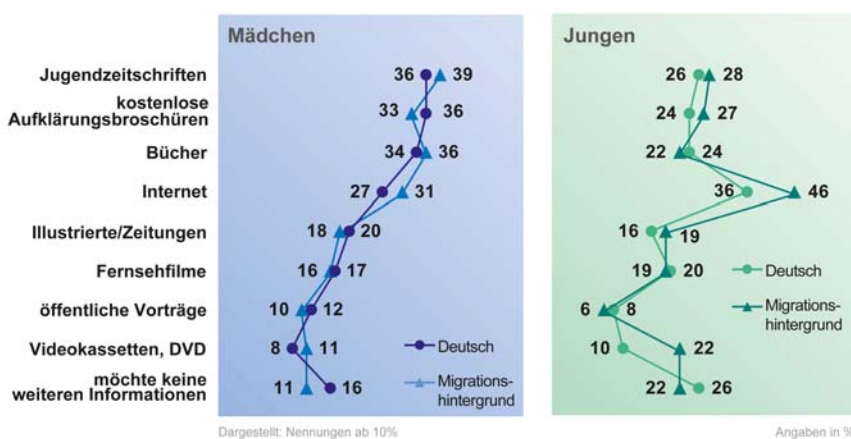 Mädchen
Jungen
Jugendzeitschriften 36 39 26 28
kostenlose
Aufklärungsbroschüren 33 36 24 27
Bücher 34 36 22 24
Internet 27 31 36 46
Illustrierte/Zeitungen 18 20 16 19
Fernsehfilme 16 17 19 20
öffentliche Vorträge 10 12 6 8
Videokassetten, DVD 8 11 10 22
möchte keine
weiteren Informationen 11 16 22 26
Deutsch
Migrations-
hintergrund
Deutsch
Migrations-
hintergrund
Dargestellt: Nennungen ab 10%
Angaben in %